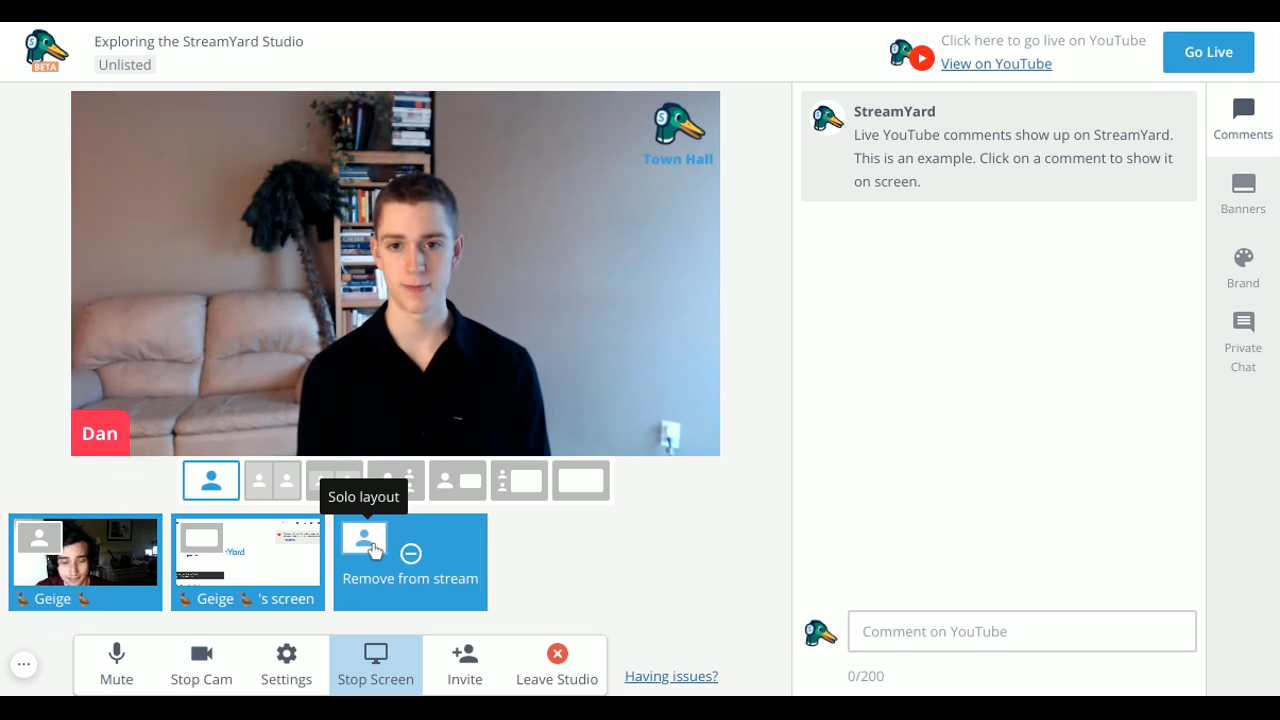 BETA
Exploring the StreamYard Studio
Unlisted
Click here to go live on YouTube
View on YouTube
Go Live
Town Hall
Dan
StreamYard
Live YouTube comments show up on StreamYard.
This is an example. Click on a comment to show it
on screen.
Comments
Banners
Brand
Private
Chat
Solo layout
Remove from stream
Geige
Geige 's screen
Comment on YouTube
0/200
Mute
Stop Cam
Settings
Stop Screen
Invite
Leave Studio
Having issues?